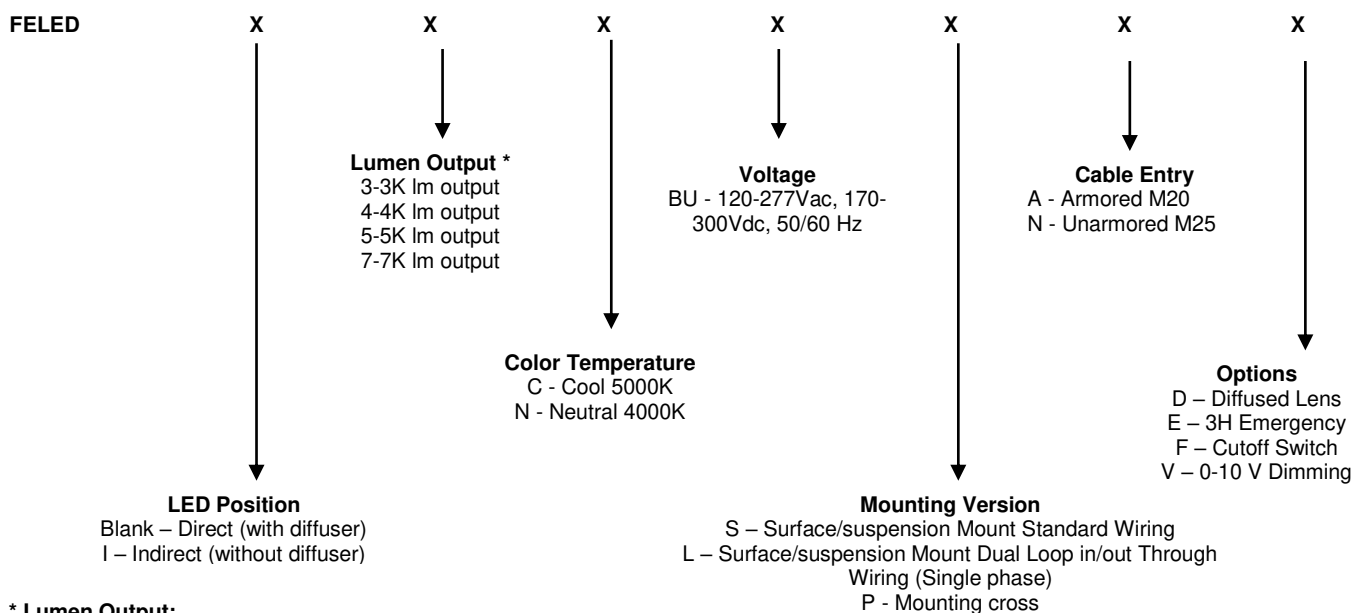 FELED X X X X X X X
Lumen Output *
3-3K lm output
4-4K lm output
5-5K lm output
7-7K lm output
Voltage
BU - 120-277Vac, 170-
300Vdc, 50/60 Hz
Cable Entry
A - Armored M20
N - Unarmored M25
Color Temperature
C - Cool 5000K
N - Neutral 4000K
Options
D – Diffused Lens
E – 3H Emergency
F – Cutoff Switch
V – 0-10 V Dimming
LED Position
Blank – Direct (with diffuser)
I – Indirect (without diffuser)
Mounting Version
S – Surface/suspension Mount Standard Wiring
L – Surface/suspension Mount Dual Loop in/out Through
Wiring (Single phase)
P - Mounting cross
* Lumen Output: